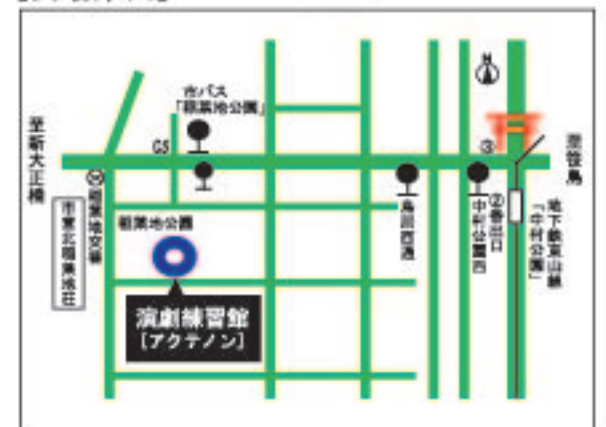 N
市バス
「稲葉地公園」
GS
③
至新大正橋
至笹島
稲葉地交番
市営北稲葉地荘
稲葉地公園
鳥居西通
中村公園西
②番出口
地下鉄東山線
「中村公園」
演劇練習館
[アクテノン]